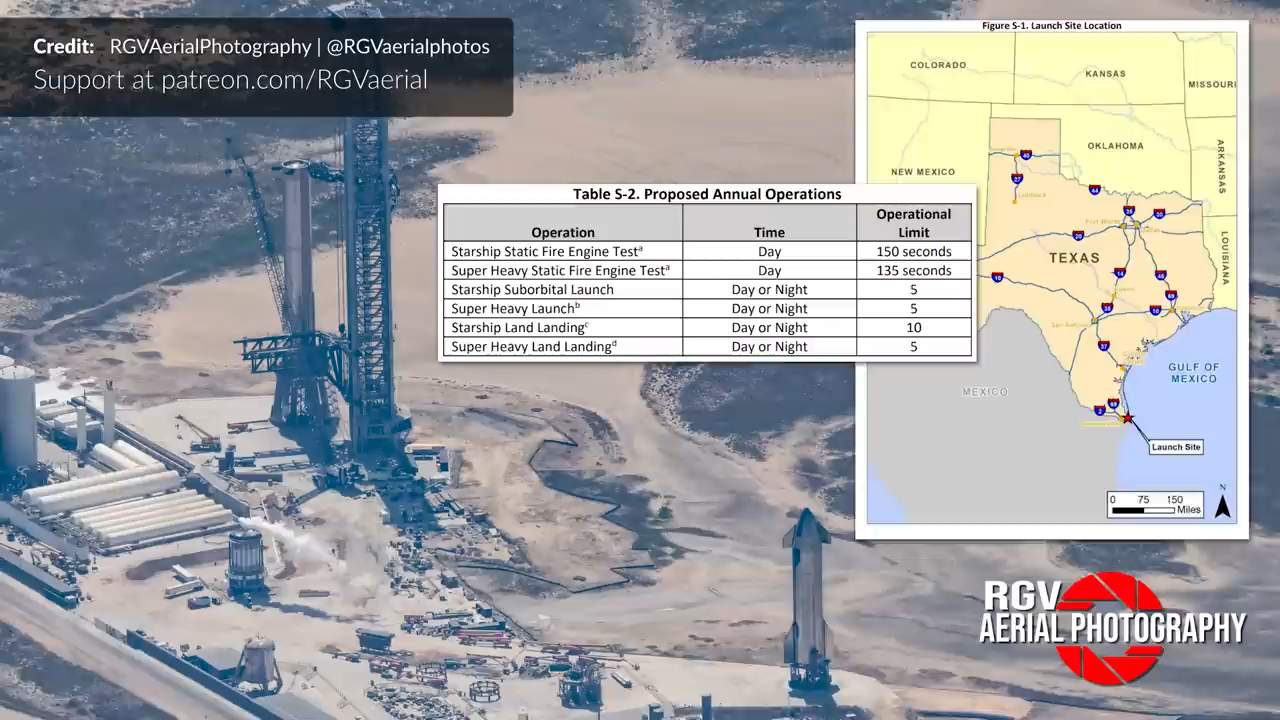 Credit: RGVAerialPhotography | @RGVaerialphotos
Support at patreon.com/RGVaerial
Table S-2. Proposed Annual Operations
Operation Time Operational Limit
Starship Static Fire Engine Testᵃ Day 150 seconds
Super Heavy Static Fire Engine Testᵃ Day 135 seconds
Starship Suborbital Launch Day or Night 5
Super Heavy Launchᵇ Day or Night 5
Starship Land Landingᶜ Day or Night 10
Super Heavy Land Landingᵈ Day or Night 5
Figure S-1. Launch Site Location
COLORADO
KANSAS
MISSOURI
OKLAHOMA
ARKANSAS
NEW MEXICO
TEXAS
LOUISIANA
MEXICO
GULF OF
MEXICO
Launch Site
N
0 75 150
Miles
RGV
AERIAL PHOTOGRAPHY